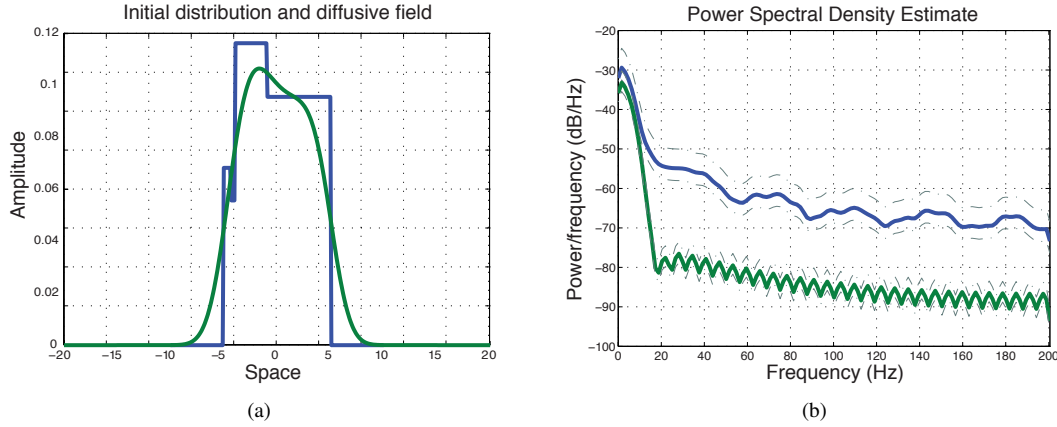 Initial distribution and diffusive field
0.12
0.1
0.08
0.06
0.04
0.02
0
Amplitude
−20 −15 −10 −5 0 5 10 15 20
Space
(a)
Power Spectral Density Estimate
−20
−30
−40
−50
−60
−70
−80
−90
−100
Power/frequency (dB/Hz)
0 20 40 60 80 100 120 140 160 180 200
Frequency (Hz)
(b)